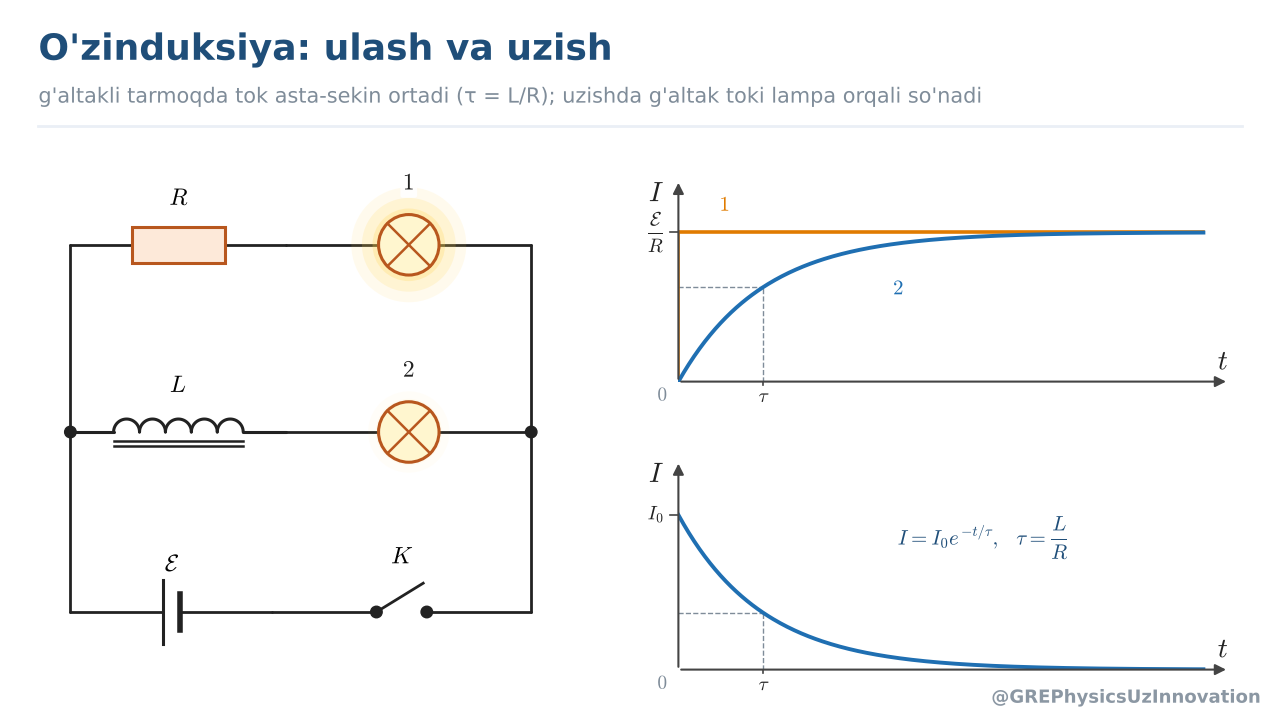 O'zinduksiya: ulash va uzish
g'altakli tarmoqda tok asta-sekin ortadi (τ = L/R); uzishda g'altak toki lampa orqali so'nadi
R
1
L
2
ℰ
K
I
ℰ/R
1
2
t
0
τ
I
I₀
I = I₀e^{-t/τ}, τ = L/R
t
0
τ
@GREPhysicsUzInnovation